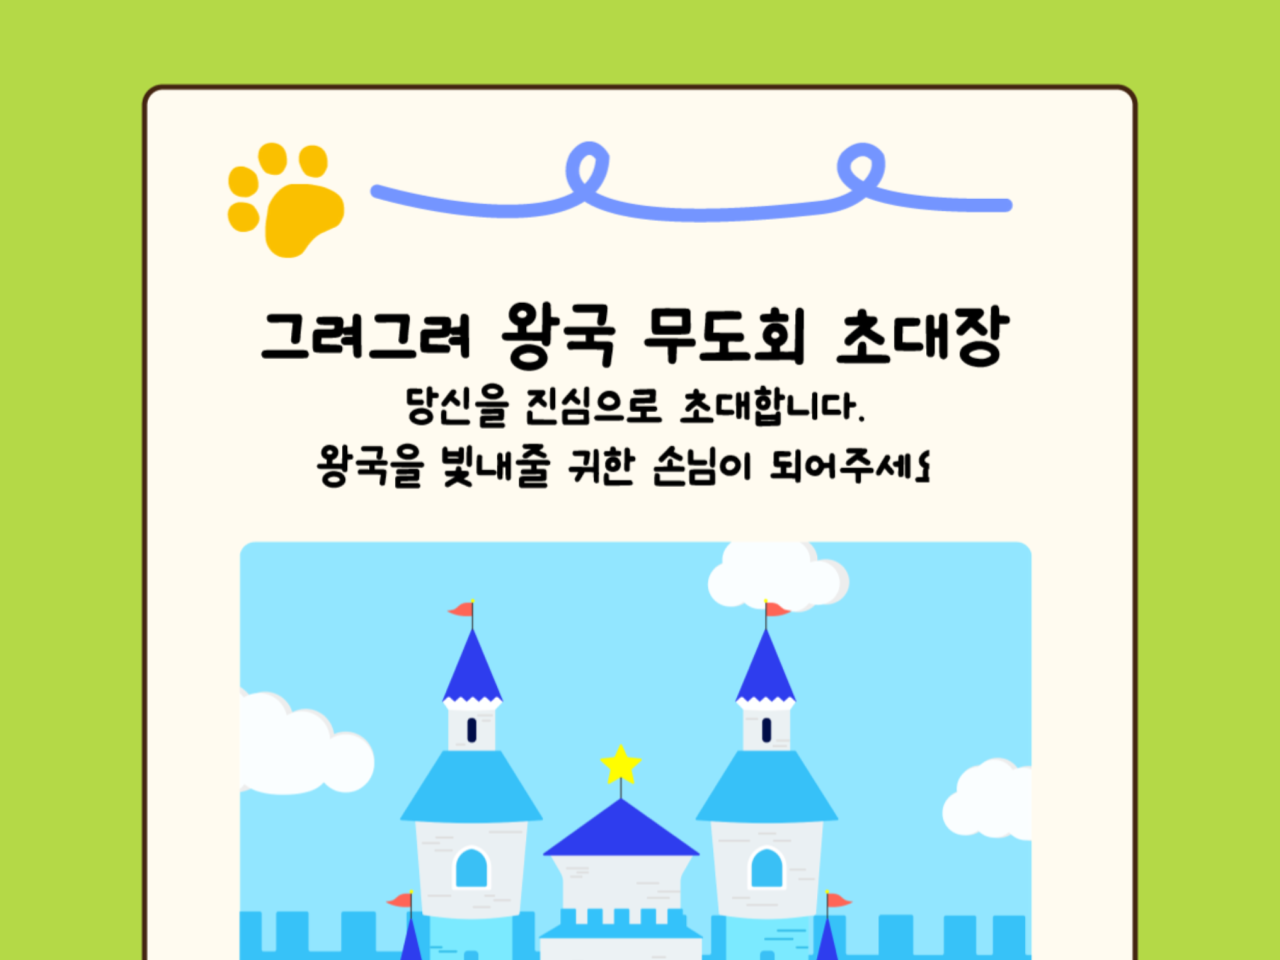 그려그려 왕국 무도회 초대장
당신을 진심으로 초대합니다.
왕국을 빛내줄 귀한 손님이 되어주세요